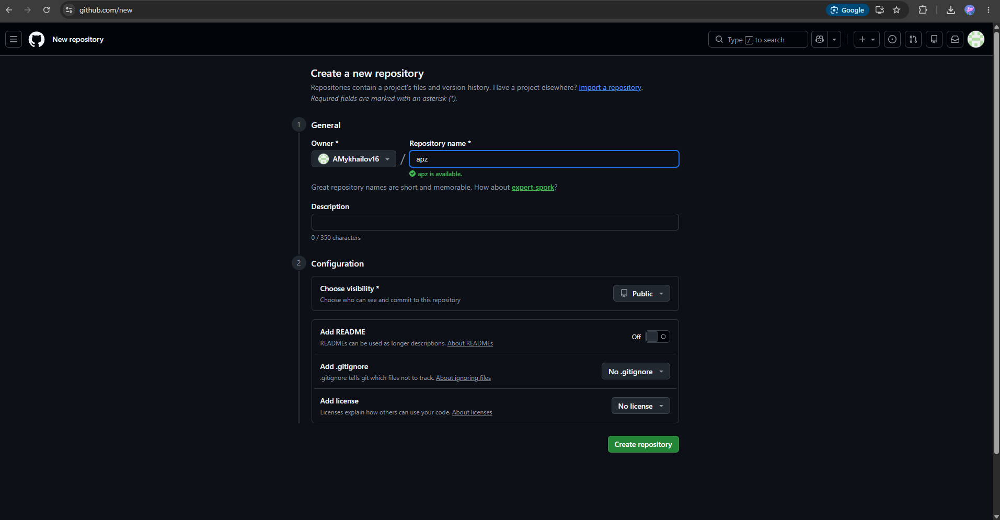 github.com/new
Google
New repository
Type / to search
Create a new repository
Repositories contain a project's files and version history. Have a project elsewhere? Import a repository.
Required fields are marked with an asterisk (*).
1 General
Owner * Repository name *
AMykhailov16 / apz
apz is available.
Great repository names are short and memorable. How about expert-spork?
Description
0 / 350 characters
2 Configuration
Choose visibility *
Choose who can see and commit to this repository
Public
Add README
READMEs can be used as longer descriptions. About READMEs
Off
Add .gitignore
.gitignore tells git which files not to track. About ignoring files
No .gitignore
Add license
Licenses explain how others can use your code. About licenses
No license
Create repository